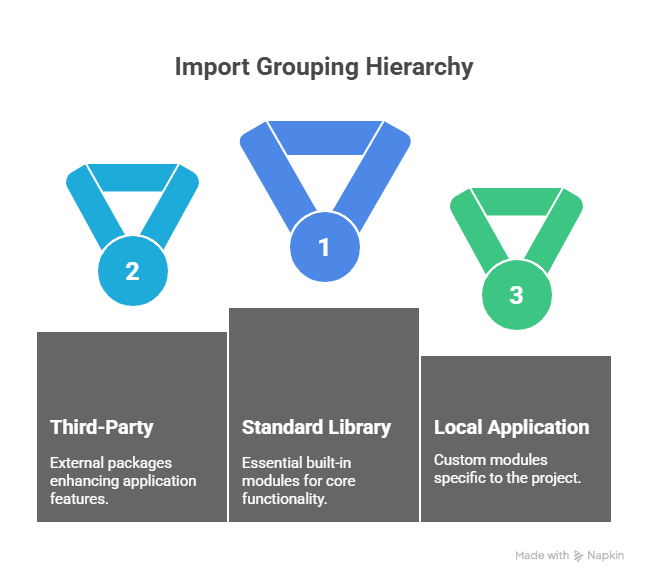 Import Grouping Hierarchy
2
1
3
Third-Party
External packages
enhancing application
features.
Standard Library
Essential built-in
modules for core
functionality.
Local Application
Custom modules
specific to the project.
Made with Napkin